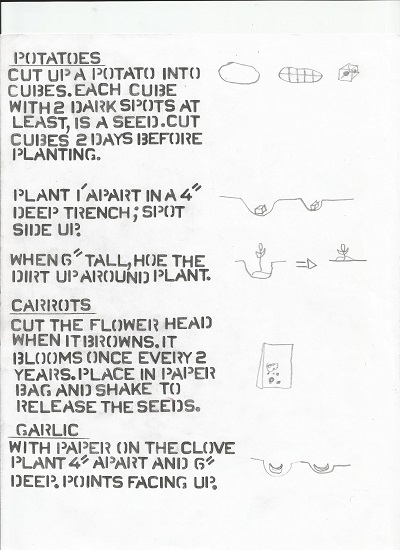 POTATOES
CUT UP A POTATO INTO
CUBES. EACH CUBE
WITH 2 DARK SPOTS AT
LEAST, IS A SEED. CUT
CUBES 2 DAYS BEFORE
PLANTING.
PLANT 1' APART IN A 4"
DEEP TRENCH; SPOT
SIDE UP.
WHEN 6" TALL, HOE THE
DIRT UP AROUND PLANT.
CARROTS
CUT THE FLOWER HEAD
WHEN IT BROWNS. IT
BLOOMS ONCE EVERY 2
YEARS. PLACE IN PAPER
BAG AND SHAKE TO
RELEASE THE SEEDS.
GARLIC
WITH PAPER ON THE CLOVE
PLANT 4" APART AND 6"
DEEP. POINTS FACING UP.